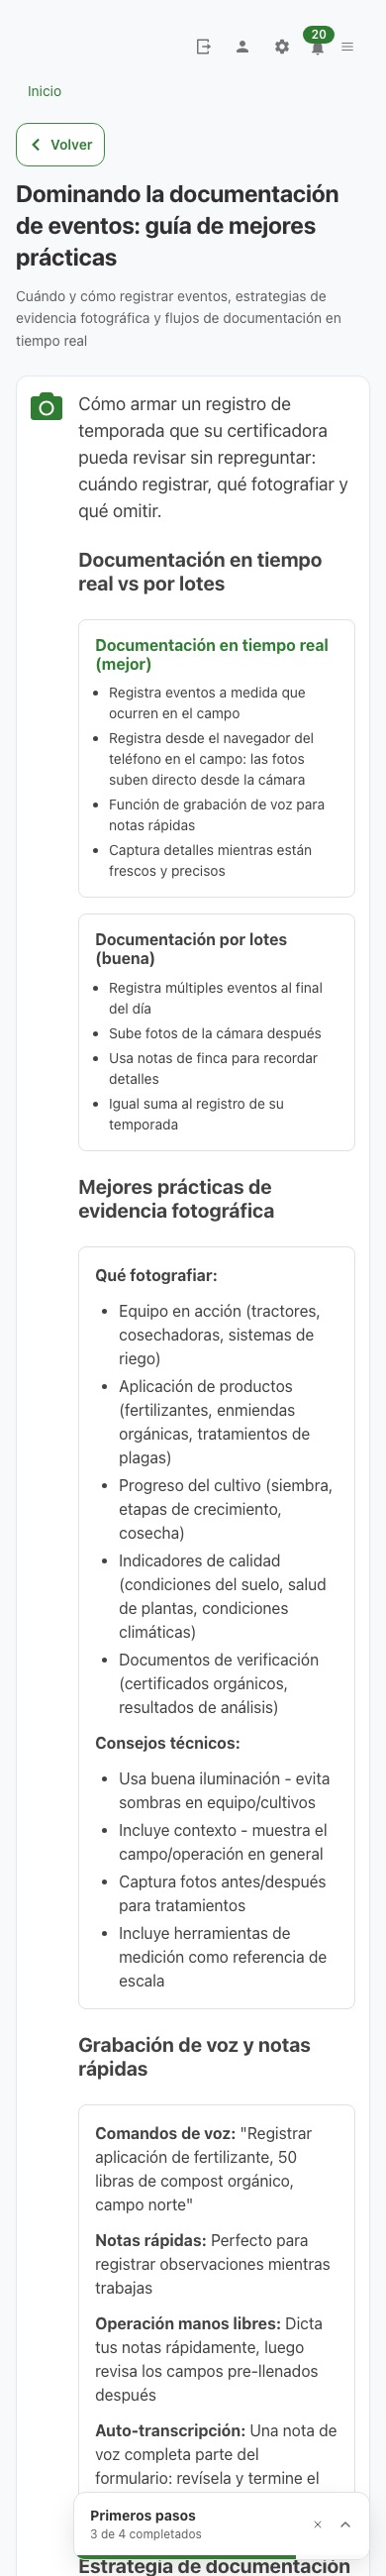 20
Inicio
Volver
Dominando la documentación
de eventos: guía de mejores
prácticas
Cuándo y cómo registrar eventos, estrategias de
evidencia fotográfica y flujos de documentación en
tiempo real
Cómo armar un registro de
temporada que su certificadora
pueda revisar sin repreguntar:
cuándo registrar, qué fotografiar y
qué omitir.
Documentación en tiempo
real vs por lotes
Documentación en tiempo real
(mejor)
• Registra eventos a medida que
ocurren en el campo
• Registra desde el navegador del
teléfono en el campo: las fotos
suben directo desde la cámara
• Función de grabación de voz para
notas rápidas
• Captura detalles mientras están
frescos y precisos
Documentación por lotes
(buena)
• Registra múltiples eventos al final
del día
• Sube fotos de la cámara después
• Usa notas de finca para recordar
detalles
• Igual suma al registro de su
temporada
Mejores prácticas de
evidencia fotográfica
Qué fotografiar:
• Equipo en acción (tractores,
cosechadoras, sistemas de
riego)
• Aplicación de productos
(fertilizantes, enmiendas
orgánicas, tratamientos de
plagas)
• Progreso del cultivo (siembra,
etapas de crecimiento,
cosecha)
• Indicadores de calidad
(condiciones del suelo, salud
de plantas, condiciones
climáticas)
• Documentos de verificación
(certificados orgánicos,
resultados de análisis)
Consejos técnicos:
• Usa buena iluminación - evita
sombras en equipo/cultivos
• Incluye contexto - muestra el
campo/operación en general
• Captura fotos antes/después
para tratamientos
• Incluye herramientas de
medición como referencia de
escala
Grabación de voz y notas
rápidas
Comandos de voz: "Registrar
aplicación de fertilizante, 50
libras de compost orgánico,
campo norte"
Notas rápidas: Perfecto para
registrar observaciones mientras
trabajas
Operación manos libres: Dicta
tus notas rápidamente, luego
revisa los campos pre-llenados
después
Auto-transcripción: Una nota de
voz completa parte del
formulario: revísela y termine el
Primeros pasos
3 de 4 completados
Estrategia de documentación